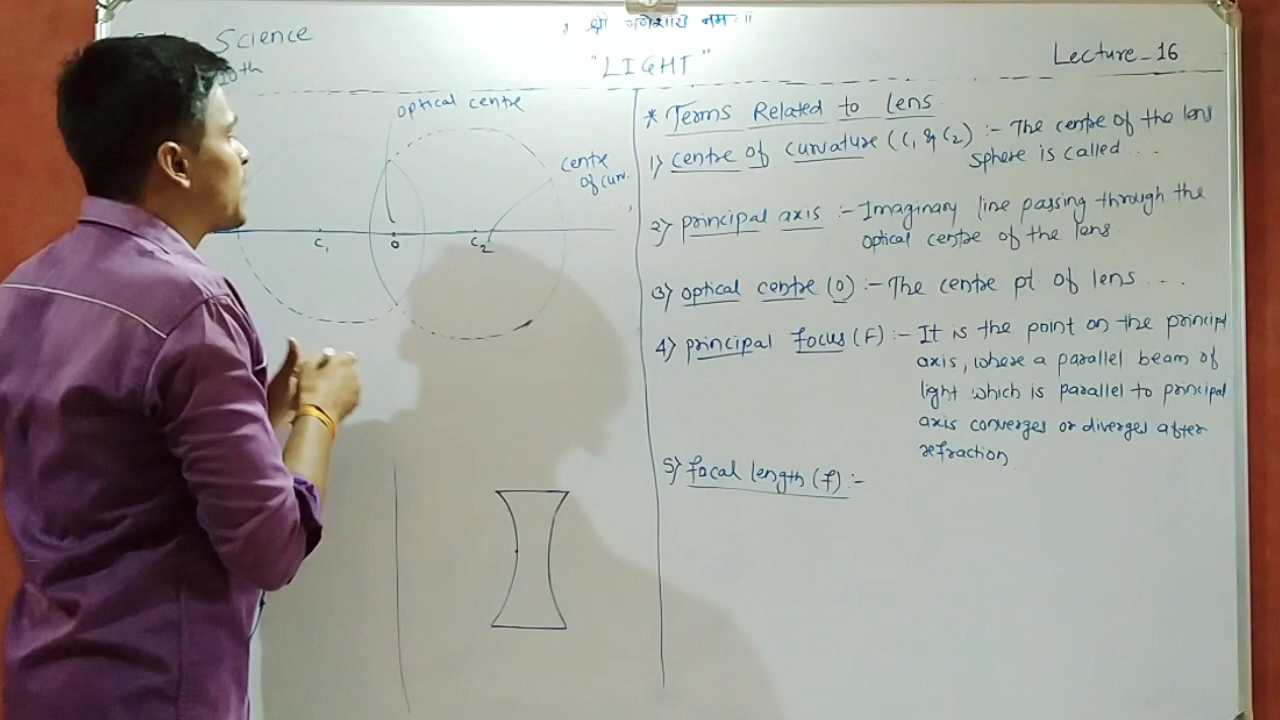 Science
10th
। श्री गणेशाय नमः ॥
"LIGHT"
Lecture-16
optical centre
centre
of cur.
C₁
O
C₂
* Terms Related to Lens
1) centre of curvature (C₁ & C₂) :- The centre of the lens
sphere is called ...
2) principal axis :- Imaginary line passing through the
optical centre of the lens.
3) optical centre (O) :- The centre pt of lens ...
4) principal focus (F) :- It is the point on the principal
axis, where a parallel beam of
light which is parallel to principal
axis converges or diverges after
refraction.
5) focal length (f) :-